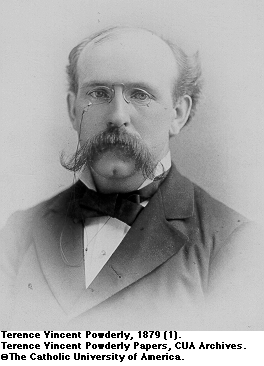 Terence Vincent Powderly, 1879 (1).
Terence Vincent Powderly Papers, CUA Archives.
©The Catholic University of America.